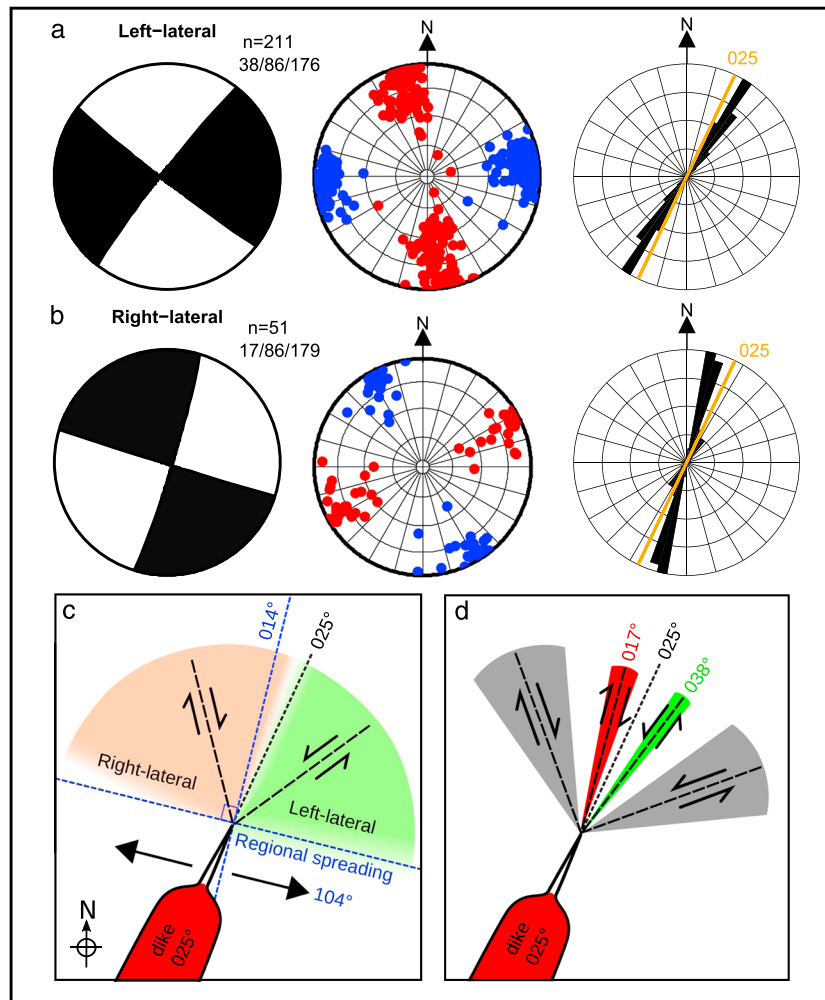 a
Left−lateral
n=211
38/86/176
N
N
025
b
Right−lateral
n=51
17/86/179
N
N
025
c
014°
025°
Right-lateral
Left-lateral
Regional spreading
104°
N
dike
025°
d
017°
025°
038°
dike
025°